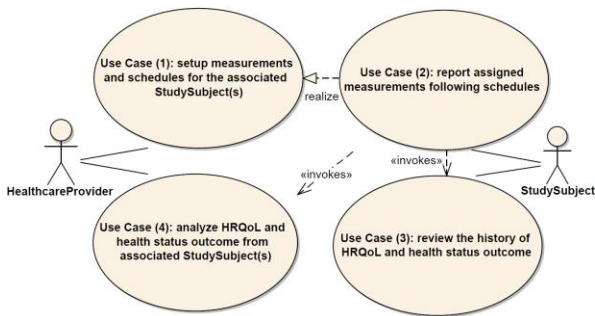 Use Case (1): setup measurements
and schedules for the associated
StudySubject(s)
Use Case (2): report assigned
measurements following schedules
realize
«invokes»
«invokes»
HealthcareProvider
StudySubject
Use Case (4): analyze HRQoL and
health status outcome from
associated StudySubject(s)
Use Case (3): review the history of
HRQoL and health status outcome